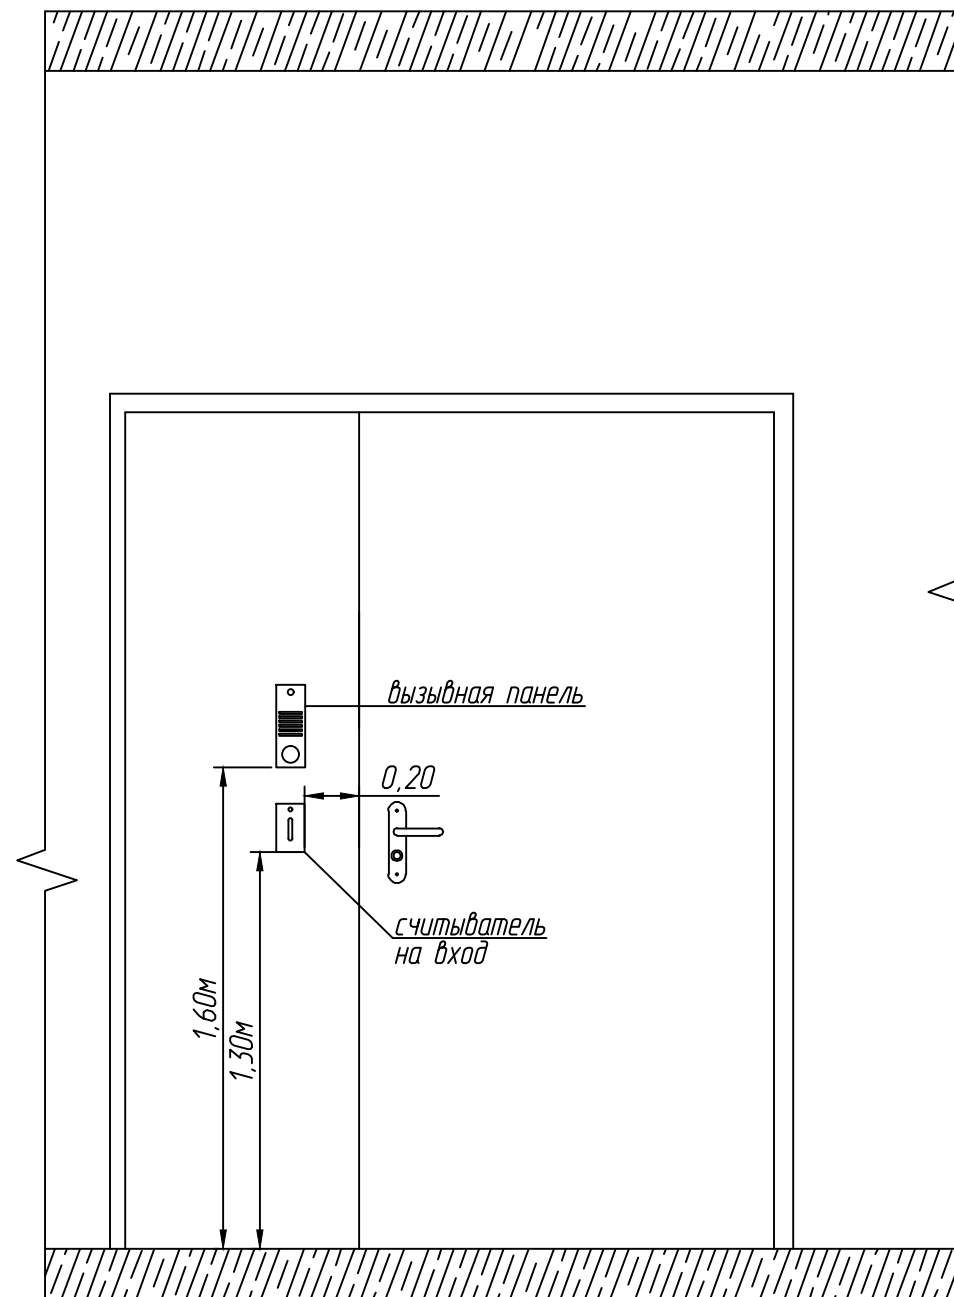 вызывная панель
0,20
считыватель
на вход
1,60м
1,30м